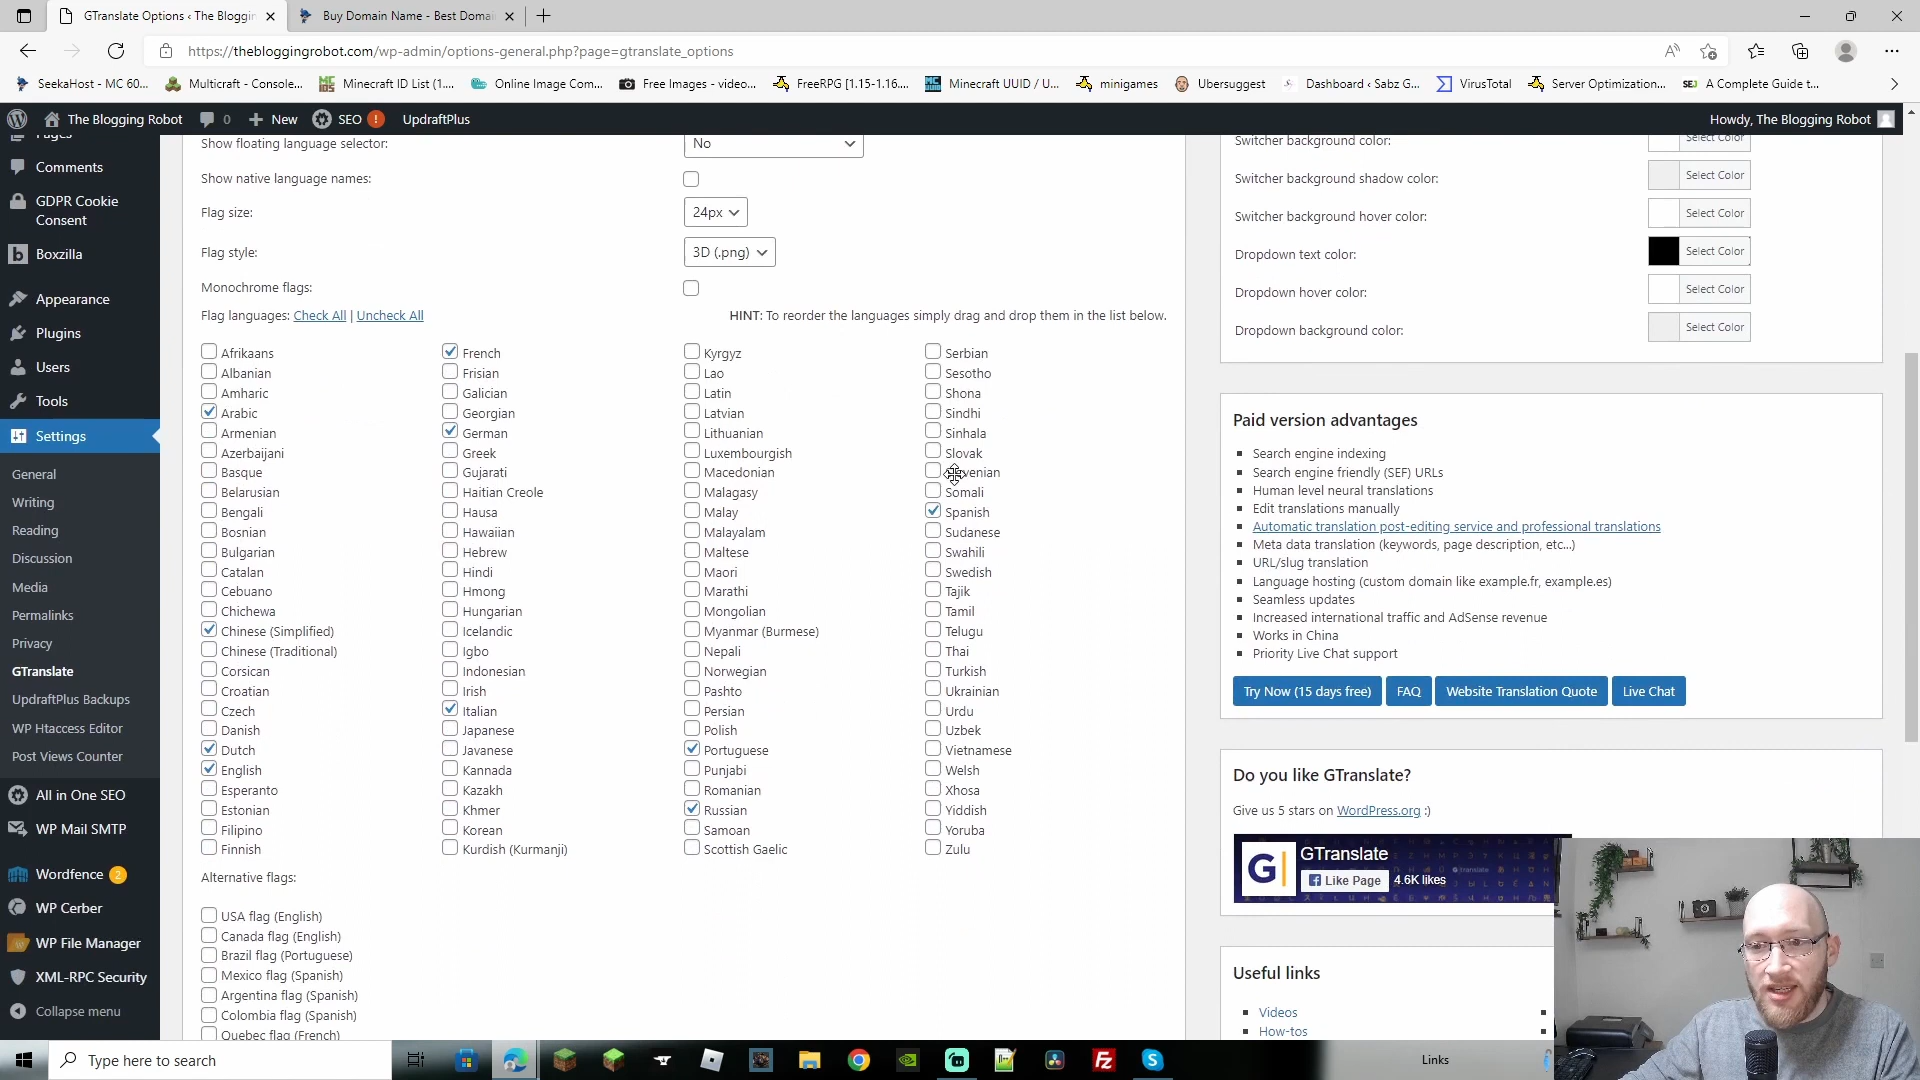 GTranslate Options ‹ The Bloggin
Buy Domain Name - Best Domai
https://thebloggingrobot.com/wp-admin/options-general.php?page=gtranslate_options
SeekaHost - MC 60...
Multicraft - Console...
Minecraft ID List (1....
Online Image Com...
Free Images - video...
FreeRPG [1.15-1.16....
Minecraft UUID / U...
minigames
Ubersuggest
Dashboard ‹ Sabz G...
VirusTotal
Server Optimization...
A Complete Guide t...
The Blogging Robot
0
New
SEO
!
UpdraftPlus
Howdy, The Blogging Robot
Pages
Comments
GDPR Cookie
Consent
Boxzilla
Appearance
Plugins
Users
Tools
Settings
General
Writing
Reading
Discussion
Media
Permalinks
Privacy
GTranslate
UpdraftPlus Backups
WP Htaccess Editor
Post Views Counter
All in One SEO
WP Mail SMTP
Wordfence 2
WP Cerber
WP File Manager
XML-RPC Security
Collapse menu
Show floating language selector:
No
Show native language names:
Flag size:
24px
Flag style:
3D (.png)
Monochrome flags:
Flag languages: Check All | Uncheck All
HINT: To reorder the languages simply drag and drop them in the list below.
Afrikaans
Albanian
Amharic
Arabic
Armenian
Azerbaijani
Basque
Belarusian
Bengali
Bosnian
Bulgarian
Catalan
Cebuano
Chichewa
Chinese (Simplified)
Chinese (Traditional)
Corsican
Croatian
Czech
Danish
Dutch
English
Esperanto
Estonian
Filipino
Finnish
French
Frisian
Galician
Georgian
German
Greek
Gujarati
Haitian Creole
Hausa
Hawaiian
Hebrew
Hindi
Hmong
Hungarian
Icelandic
Igbo
Indonesian
Irish
Italian
Japanese
Javanese
Kannada
Kazakh
Khmer
Korean
Kurdish (Kurmanji)
Kyrgyz
Lao
Latin
Latvian
Lithuanian
Luxembourgish
Macedonian
Malagasy
Malay
Malayalam
Maltese
Maori
Marathi
Mongolian
Myanmar (Burmese)
Nepali
Norwegian
Pashto
Persian
Polish
Portuguese
Punjabi
Romanian
Russian
Samoan
Scottish Gaelic
Serbian
Sesotho
Shona
Sindhi
Sinhala
Slovak
Slovenian
Somali
Spanish
Sudanese
Swahili
Swedish
Tajik
Tamil
Telugu
Thai
Turkish
Ukrainian
Urdu
Uzbek
Vietnamese
Welsh
Xhosa
Yiddish
Yoruba
Zulu
Alternative flags:
USA flag (English)
Canada flag (English)
Brazil flag (Portuguese)
Mexico flag (Spanish)
Argentina flag (Spanish)
Colombia flag (Spanish)
Quebec flag (French)
Switcher background color:
Select Color
Switcher background shadow color:
Select Color
Switcher background hover color:
Select Color
Dropdown text color:
Select Color
Dropdown hover color:
Select Color
Dropdown background color:
Select Color
Paid version advantages
Search engine indexing
Search engine friendly (SEF) URLs
Human level neural translations
Edit translations manually
Automatic translation post-editing service and professional translations
Meta data translation (keywords, page description, etc...)
URL/slug translation
Language hosting (custom domain like example.fr, example.es)
Seamless updates
Increased international traffic and AdSense revenue
Works in China
Priority Live Chat support
Try Now (15 days free)
FAQ
Website Translation Quote
Live Chat
Do you like GTranslate?
Give us 5 stars on WordPress.org :)
G
GTranslate
Like Page
4.6K likes
Useful links
Videos
How-tos
Type here to search
Links